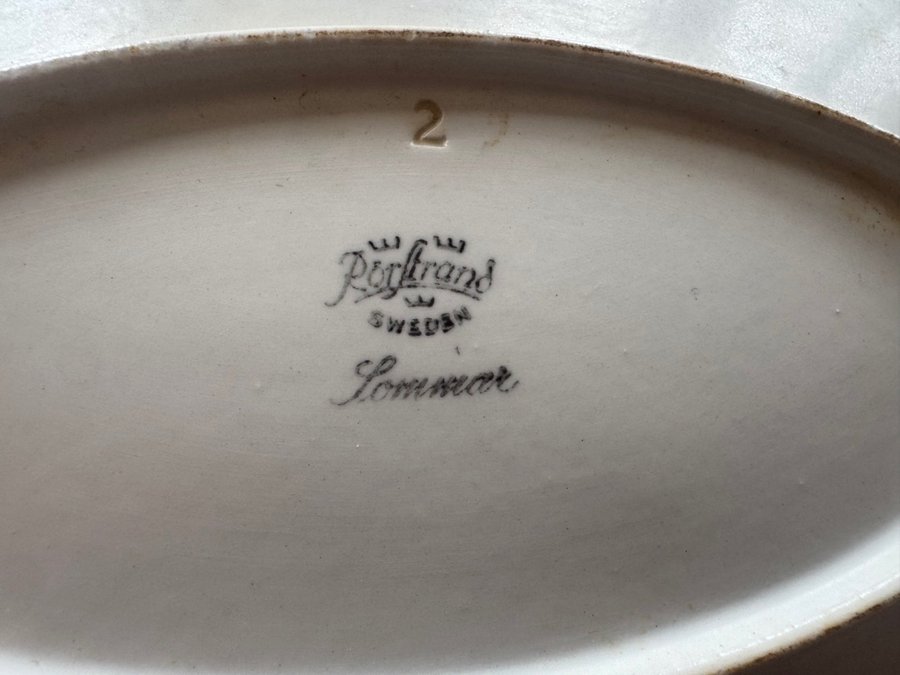 2
Rörstrand
SWEDEN
Sommar